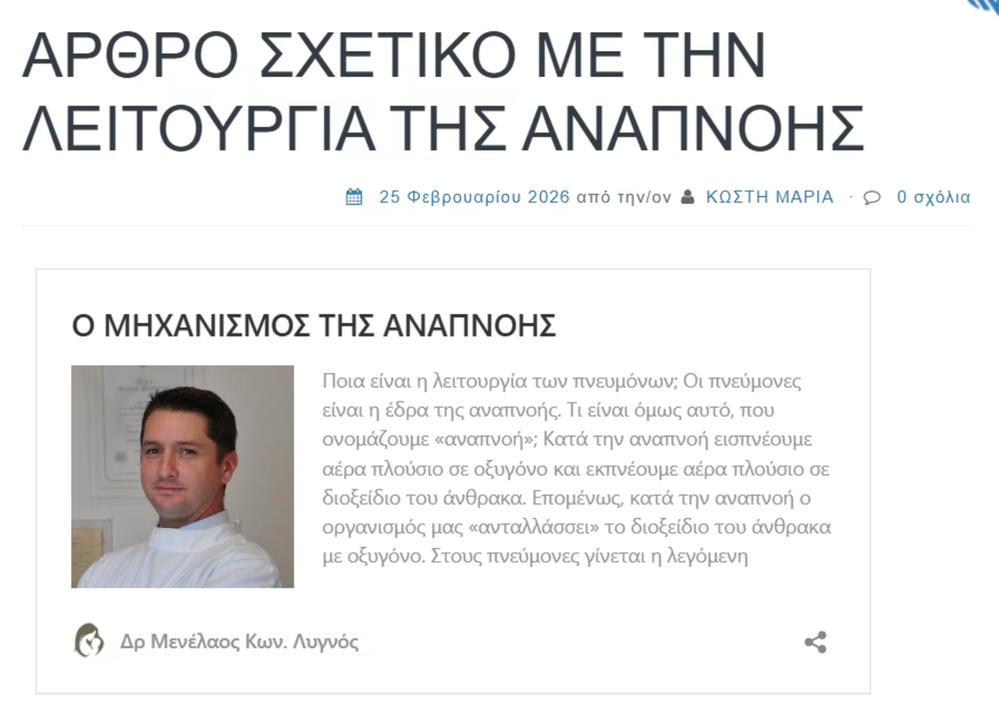 ΑΡΘΡΟ ΣΧΕΤΙΚΟ ΜΕ ΤΗΝ
ΛΕΙΤΟΥΡΓΙΑ ΤΗΣ ΑΝΑΠΝΟΗΣ
25 Φεβρουαρίου 2026 από την/ον ΚΩΣΤΗ ΜΑΡΙΑ · 0 σχόλια
Ο ΜΗΧΑΝΙΣΜΟΣ ΤΗΣ ΑΝΑΠΝΟΗΣ
Ποια είναι η λειτουργία των πνευμόνων; Οι πνεύμονες
είναι η έδρα της αναπνοής. Τι είναι όμως αυτό, που
ονομάζουμε «αναπνοή»; Κατά την αναπνοή εισπνέουμε
αέρα πλούσιο σε οξυγόνο και εκπνέουμε αέρα πλούσιο σε
διοξείδιο του άνθρακα. Επομένως, κατά την αναπνοή ο
οργανισμός μας «ανταλλάσσει» το διοξείδιο του άνθρακα
με οξυγόνο. Στους πνεύμονες γίνεται η λεγόμενη
Δρ Μενέλαος Κων. Λυγνός